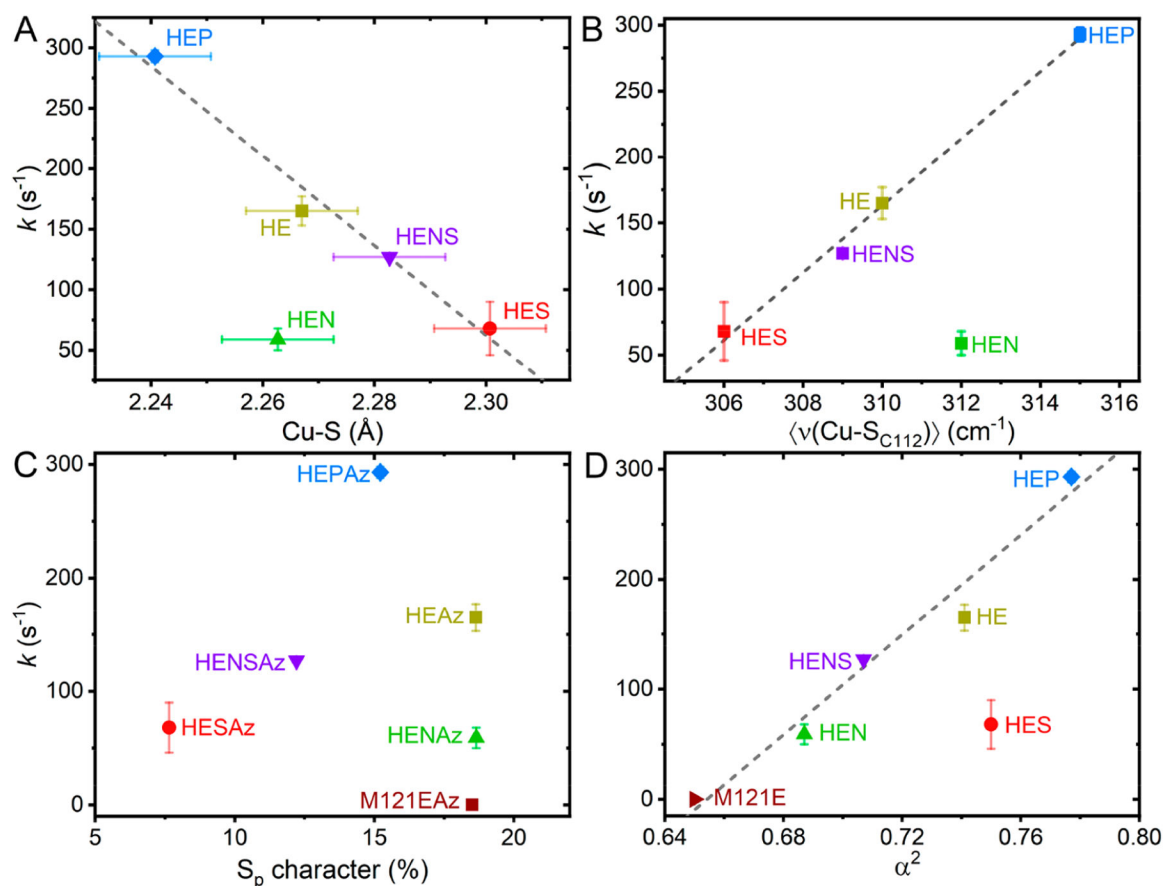 A
HEP
HE
HENS
HEN
HES
k (s⁻¹)
300
250
200
150
100
50
2.24 2.26 2.28 2.30
Cu-S (Å)
B
HEP
HE
HENS
HES
HEN
k (s⁻¹)
300
250
200
150
100
50
306 308 310 312 314 316
⟨ν(Cu-S_C112)⟩ (cm⁻¹)
C
HEPAz
HEAz
HENSAz
HESAz
HENAz
M121EAz
k (s⁻¹)
300
200
100
0
5 10 15 20
Sₚ character (%)
D
HEP
HE
HENS
HEN
HES
M121E
k (s⁻¹)
300
200
100
0
0.64 0.68 0.72 0.76 0.80
α²